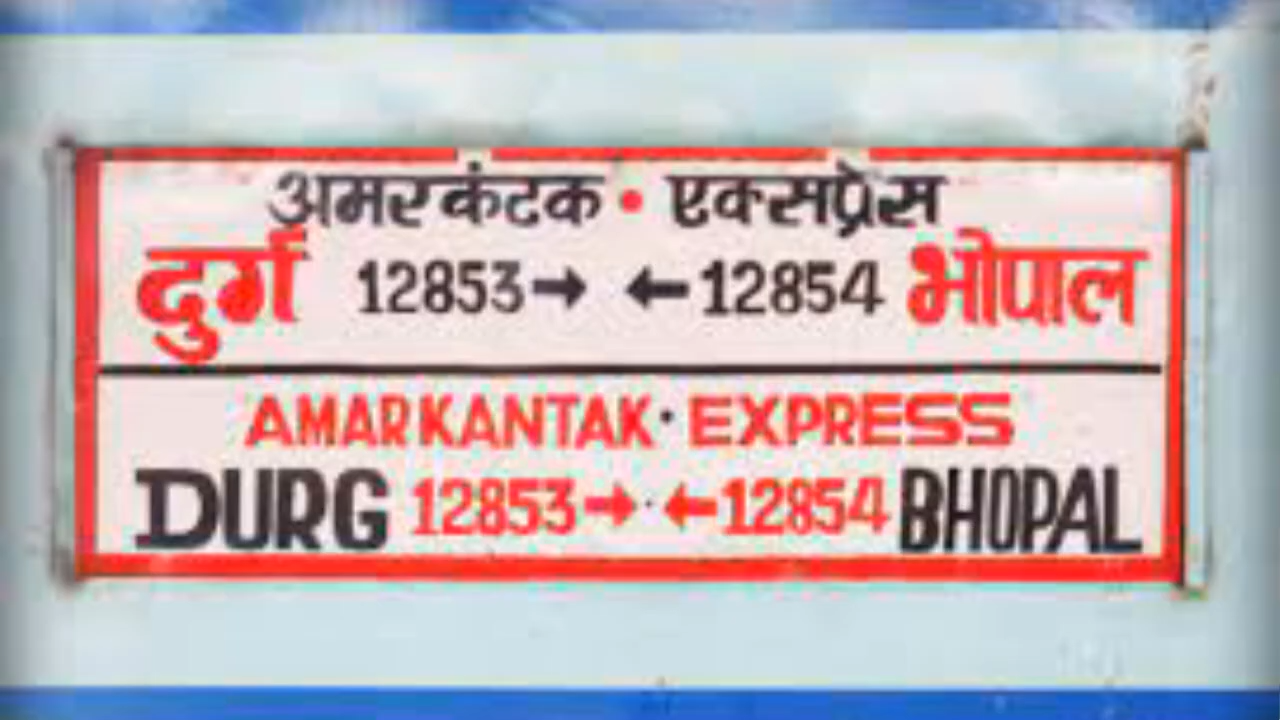 अमरकंटक • एक्सप्रेस
दुर्ग 12853→ ←12854 भोपाल
AMARKANTAK · EXPRESS
DURG 12853→ · ←12854 BHOPAL